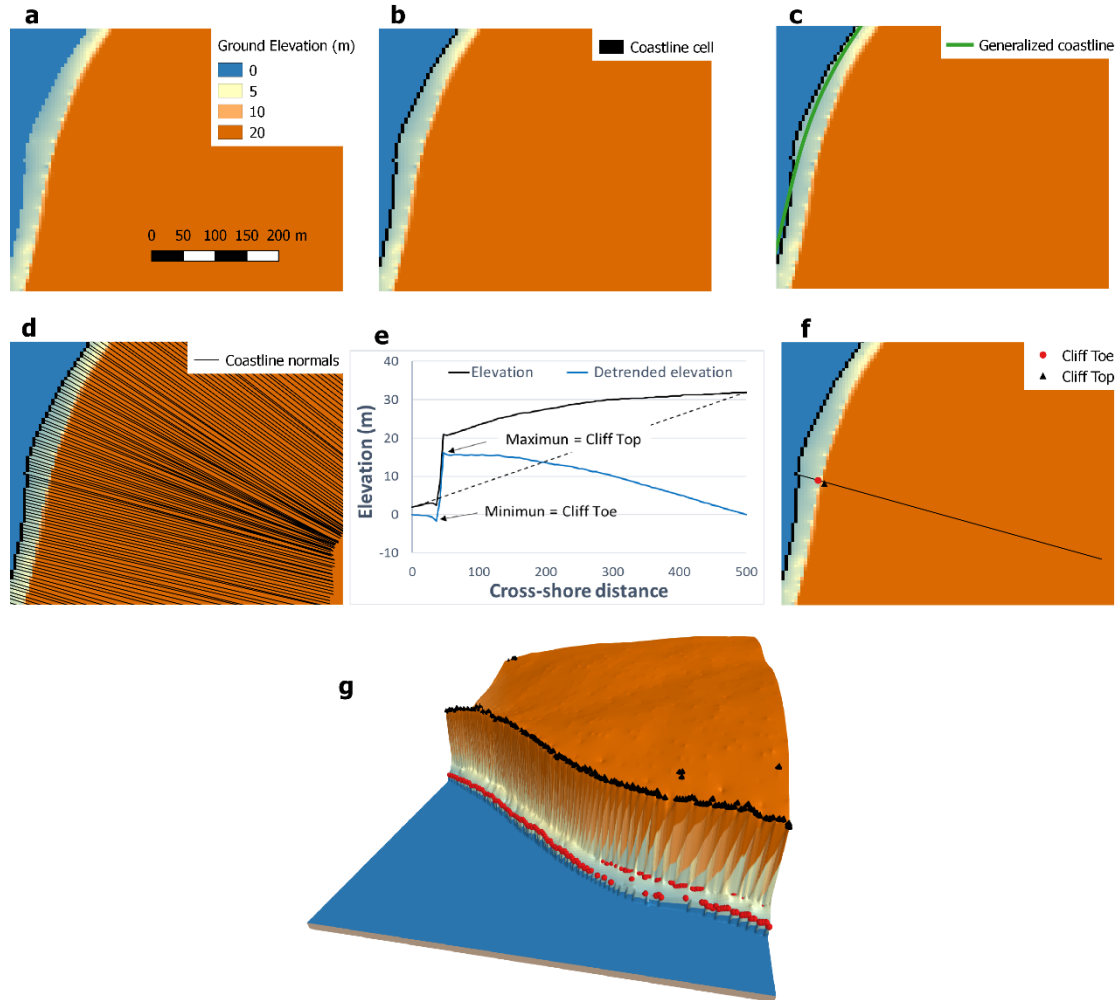 a
Ground Elevation (m)
0
5
10
20
0 50 100 150 200 m
b
Coastline cell
c
Generalized coastline
d
Coastline normals
e
40
30
20
10
0
-10
Elevation (m)
Elevation
Detrended elevation
Maximun = Cliff Top
Minimun = Cliff Toe
0 100 200 300 400 500
Cross-shore distance
f
Cliff Toe
Cliff Top
g